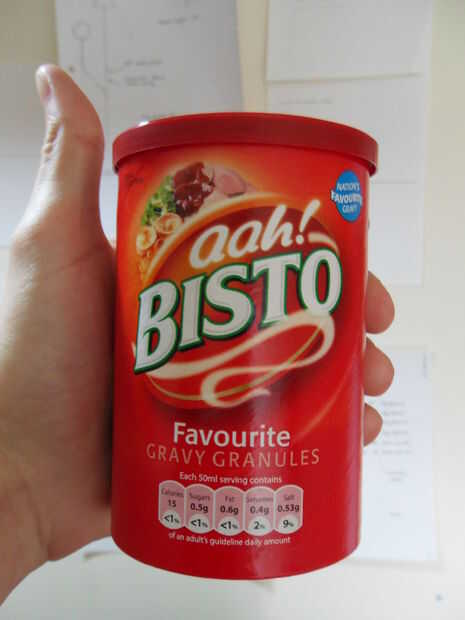 NATION'S
FAVOURITE
GRAVY
aah!
BISTO
Favourite
GRAVY GRANULES
Each 50ml serving contains
Calories Sugars Fat Saturates Salt
15 0.5g 0.6g 0.4g 0.53g
<1% <1% <1% 2% 9%
of an adult's guideline daily amount